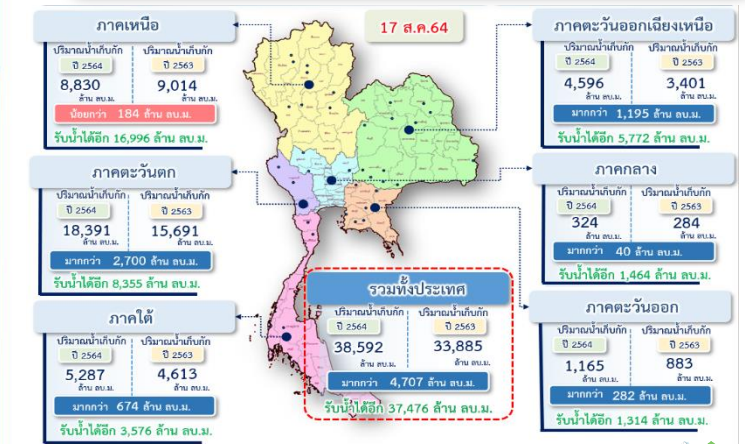 17 ส.ค.64
ภาคเหนือ
ปริมาณน้ำเก็บกัก ปริมาณน้ำเก็บกัก
ปี 2564 ปี 2563
8,830 9,014
ล้าน ลบ.ม. ล้าน ลบ.ม.
น้อยกว่า 184 ล้าน ลบ.ม.
รับน้ำได้อีก 16,996 ล้าน ลบ.ม.
ภาคตะวันออกเฉียงเหนือ
ปริมาณน้ำเก็บกัก ปริมาณน้ำเก็บกัก
ปี 2564 ปี 2563
4,596 3,401
ล้าน ลบ.ม. ล้าน ลบ.ม.
มากกว่า 1,195 ล้าน ลบ.ม.
รับน้ำได้อีก 5,772 ล้าน ลบ.ม.
ภาคตะวันตก
ปริมาณน้ำเก็บกัก ปริมาณน้ำเก็บกัก
ปี 2564 ปี 2563
18,391 15,691
ล้าน ลบ.ม. ล้าน ลบ.ม.
มากกว่า 2,700 ล้าน ลบ.ม.
รับน้ำได้อีก 8,355 ล้าน ลบ.ม.
ภาคกลาง
ปริมาณน้ำเก็บกัก ปริมาณน้ำเก็บกัก
ปี 2564 ปี 2563
324 284
ล้าน ลบ.ม. ล้าน ลบ.ม.
มากกว่า 40 ล้าน ลบ.ม.
รับน้ำได้อีก 1,464 ล้าน ลบ.ม.
ภาคใต้
ปริมาณน้ำเก็บกัก ปริมาณน้ำเก็บกัก
ปี 2564 ปี 2563
5,287 4,613
ล้าน ลบ.ม. ล้าน ลบ.ม.
มากกว่า 674 ล้าน ลบ.ม.
รับน้ำได้อีก 3,576 ล้าน ลบ.ม.
รวมทั้งประเทศ
ปริมาณน้ำเก็บกัก ปริมาณน้ำเก็บกัก
ปี 2564 ปี 2563
38,592 33,885
ล้าน ลบ.ม. ล้าน ลบ.ม.
มากกว่า 4,707 ล้าน ลบ.ม.
รับน้ำได้อีก 37,476 ล้าน ลบ.ม.
ภาคตะวันออก
ปริมาณน้ำเก็บกัก ปริมาณน้ำเก็บกัก
ปี 2564 ปี 2563
1,165 883
ล้าน ลบ.ม. ล้าน ลบ.ม.
มากกว่า 282 ล้าน ลบ.ม.
รับน้ำได้อีก 1,314 ล้าน ลบ.ม.